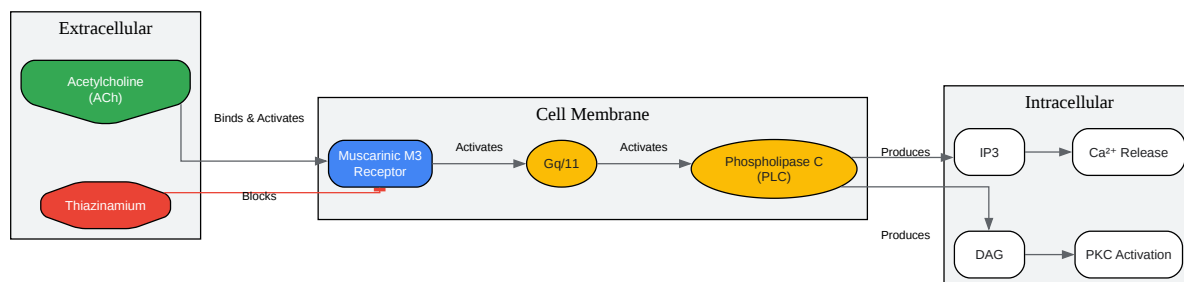 Extracellular
Acetylcholine
(ACh)
Thiazinamium
Binds & Activates
Blocks
Cell Membrane
Muscarinic M3
Receptor
Activates
Gq/11
Activates
Phospholipase C
(PLC)
Produces
Produces
Intracellular
IP3
Ca²⁺ Release
DAG
PKC Activation